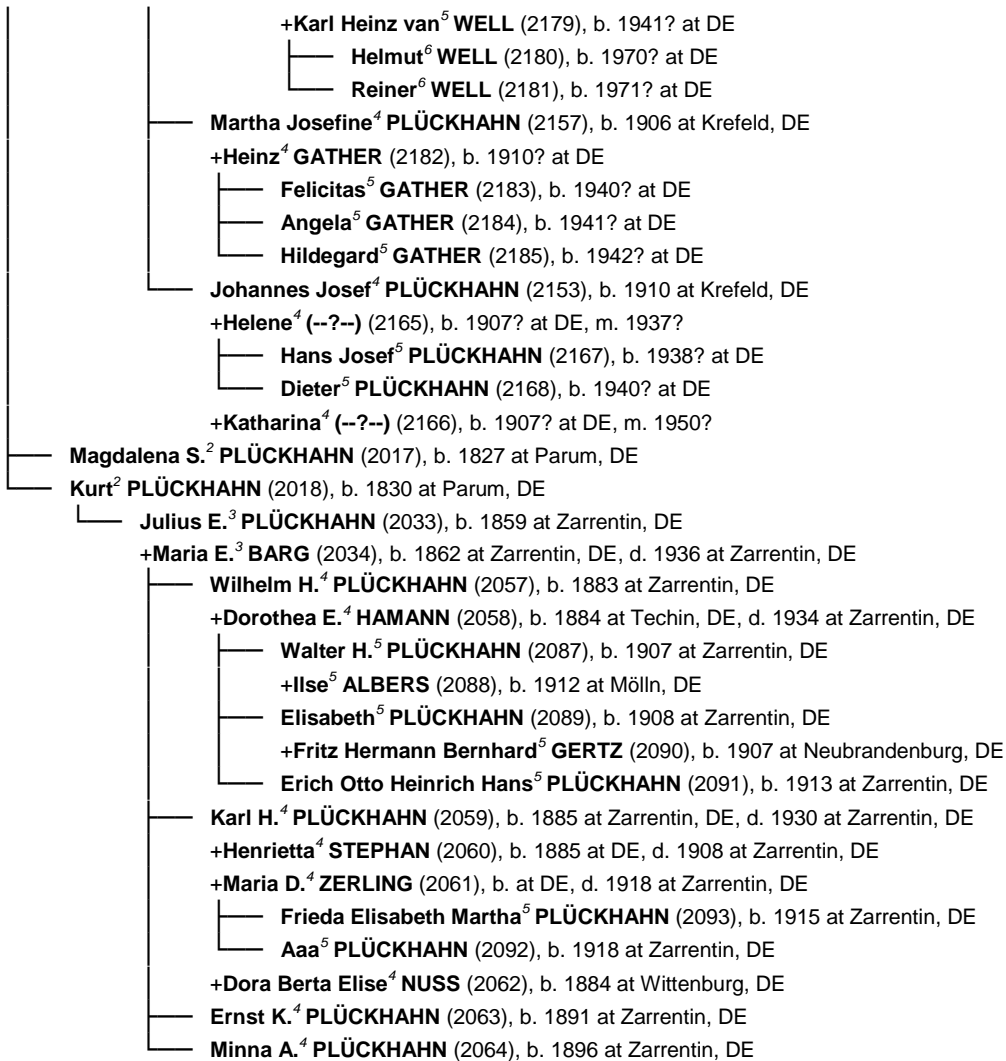 +Karl Heinz van5 WELL (2179), b. 1941? at DE
Helmut6 WELL (2180), b. 1970? at DE
Reiner6 WELL (2181), b. 1971? at DE
Martha Josefine4 PLÜCKHAHN (2157), b. 1906 at Krefeld, DE
+Heinz4 GATHER (2182), b. 1910? at DE
Felicitas5 GATHER (2183), b. 1940? at DE
Angela5 GATHER (2184), b. 1941? at DE
Hildegard5 GATHER (2185), b. 1942? at DE
Johannes Josef4 PLÜCKHAHN (2153), b. 1910 at Krefeld, DE
+Helene4 (--?--) (2165), b. 1907? at DE, m. 1937?
Hans Josef5 PLÜCKHAHN (2167), b. 1938? at DE
Dieter5 PLÜCKHAHN (2168), b. 1940? at DE
+Katharina4 (--?--) (2166), b. 1907? at DE, m. 1950?
Magdalena S.2 PLÜCKHAHN (2017), b. 1827 at Parum, DE
Kurt2 PLÜCKHAHN (2018), b. 1830 at Parum, DE
Julius E.3 PLÜCKHAHN (2033), b. 1859 at Zarrentin, DE
+Maria E.3 BARG (2034), b. 1862 at Zarrentin, DE, d. 1936 at Zarrentin, DE
Wilhelm H.4 PLÜCKHAHN (2057), b. 1883 at Zarrentin, DE
+Dorothea E.4 HAMANN (2058), b. 1884 at Techin, DE, d. 1934 at Zarrentin, DE
Walter H.5 PLÜCKHAHN (2087), b. 1907 at Zarrentin, DE
+Ilse5 ALBERS (2088), b. 1912 at Mölln, DE
Elisabeth5 PLÜCKHAHN (2089), b. 1908 at Zarrentin, DE
+Fritz Hermann Bernhard5 GERTZ (2090), b. 1907 at Neubrandenburg, DE
Erich Otto Heinrich Hans5 PLÜCKHAHN (2091), b. 1913 at Zarrentin, DE
Karl H.4 PLÜCKHAHN (2059), b. 1885 at Zarrentin, DE, d. 1930 at Zarrentin, DE
+Henrietta4 STEPHAN (2060), b. 1885 at DE, d. 1908 at Zarrentin, DE
+Maria D.4 ZERLING (2061), b. at DE, d. 1918 at Zarrentin, DE
Frieda Elisabeth Martha5 PLÜCKHAHN (2093), b. 1915 at Zarrentin, DE
Aaa5 PLÜCKHAHN (2092), b. 1918 at Zarrentin, DE
+Dora Berta Elise4 NUSS (2062), b. 1884 at Wittenburg, DE
Ernst K.4 PLÜCKHAHN (2063), b. 1891 at Zarrentin, DE
Minna A.4 PLÜCKHAHN (2064), b. 1896 at Zarrentin, DE